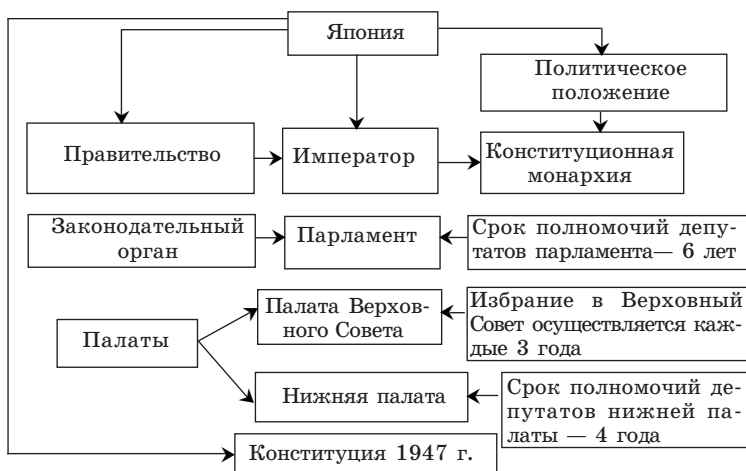 Япония
Политическое
положение
Правительство
Император
Конституционная
монархия
Законодательный
орган
Парламент
Срок полномочий депу-
татов парламента— 6 лет
Палаты
Палата Верхов-
ного Совета
Избрание в Верховный
Совет осуществляется каж-
дые 3 года
Нижняя палата
Срок полномочий де-
путатов нижней па-
латы — 4 года
Конституция 1947 г.